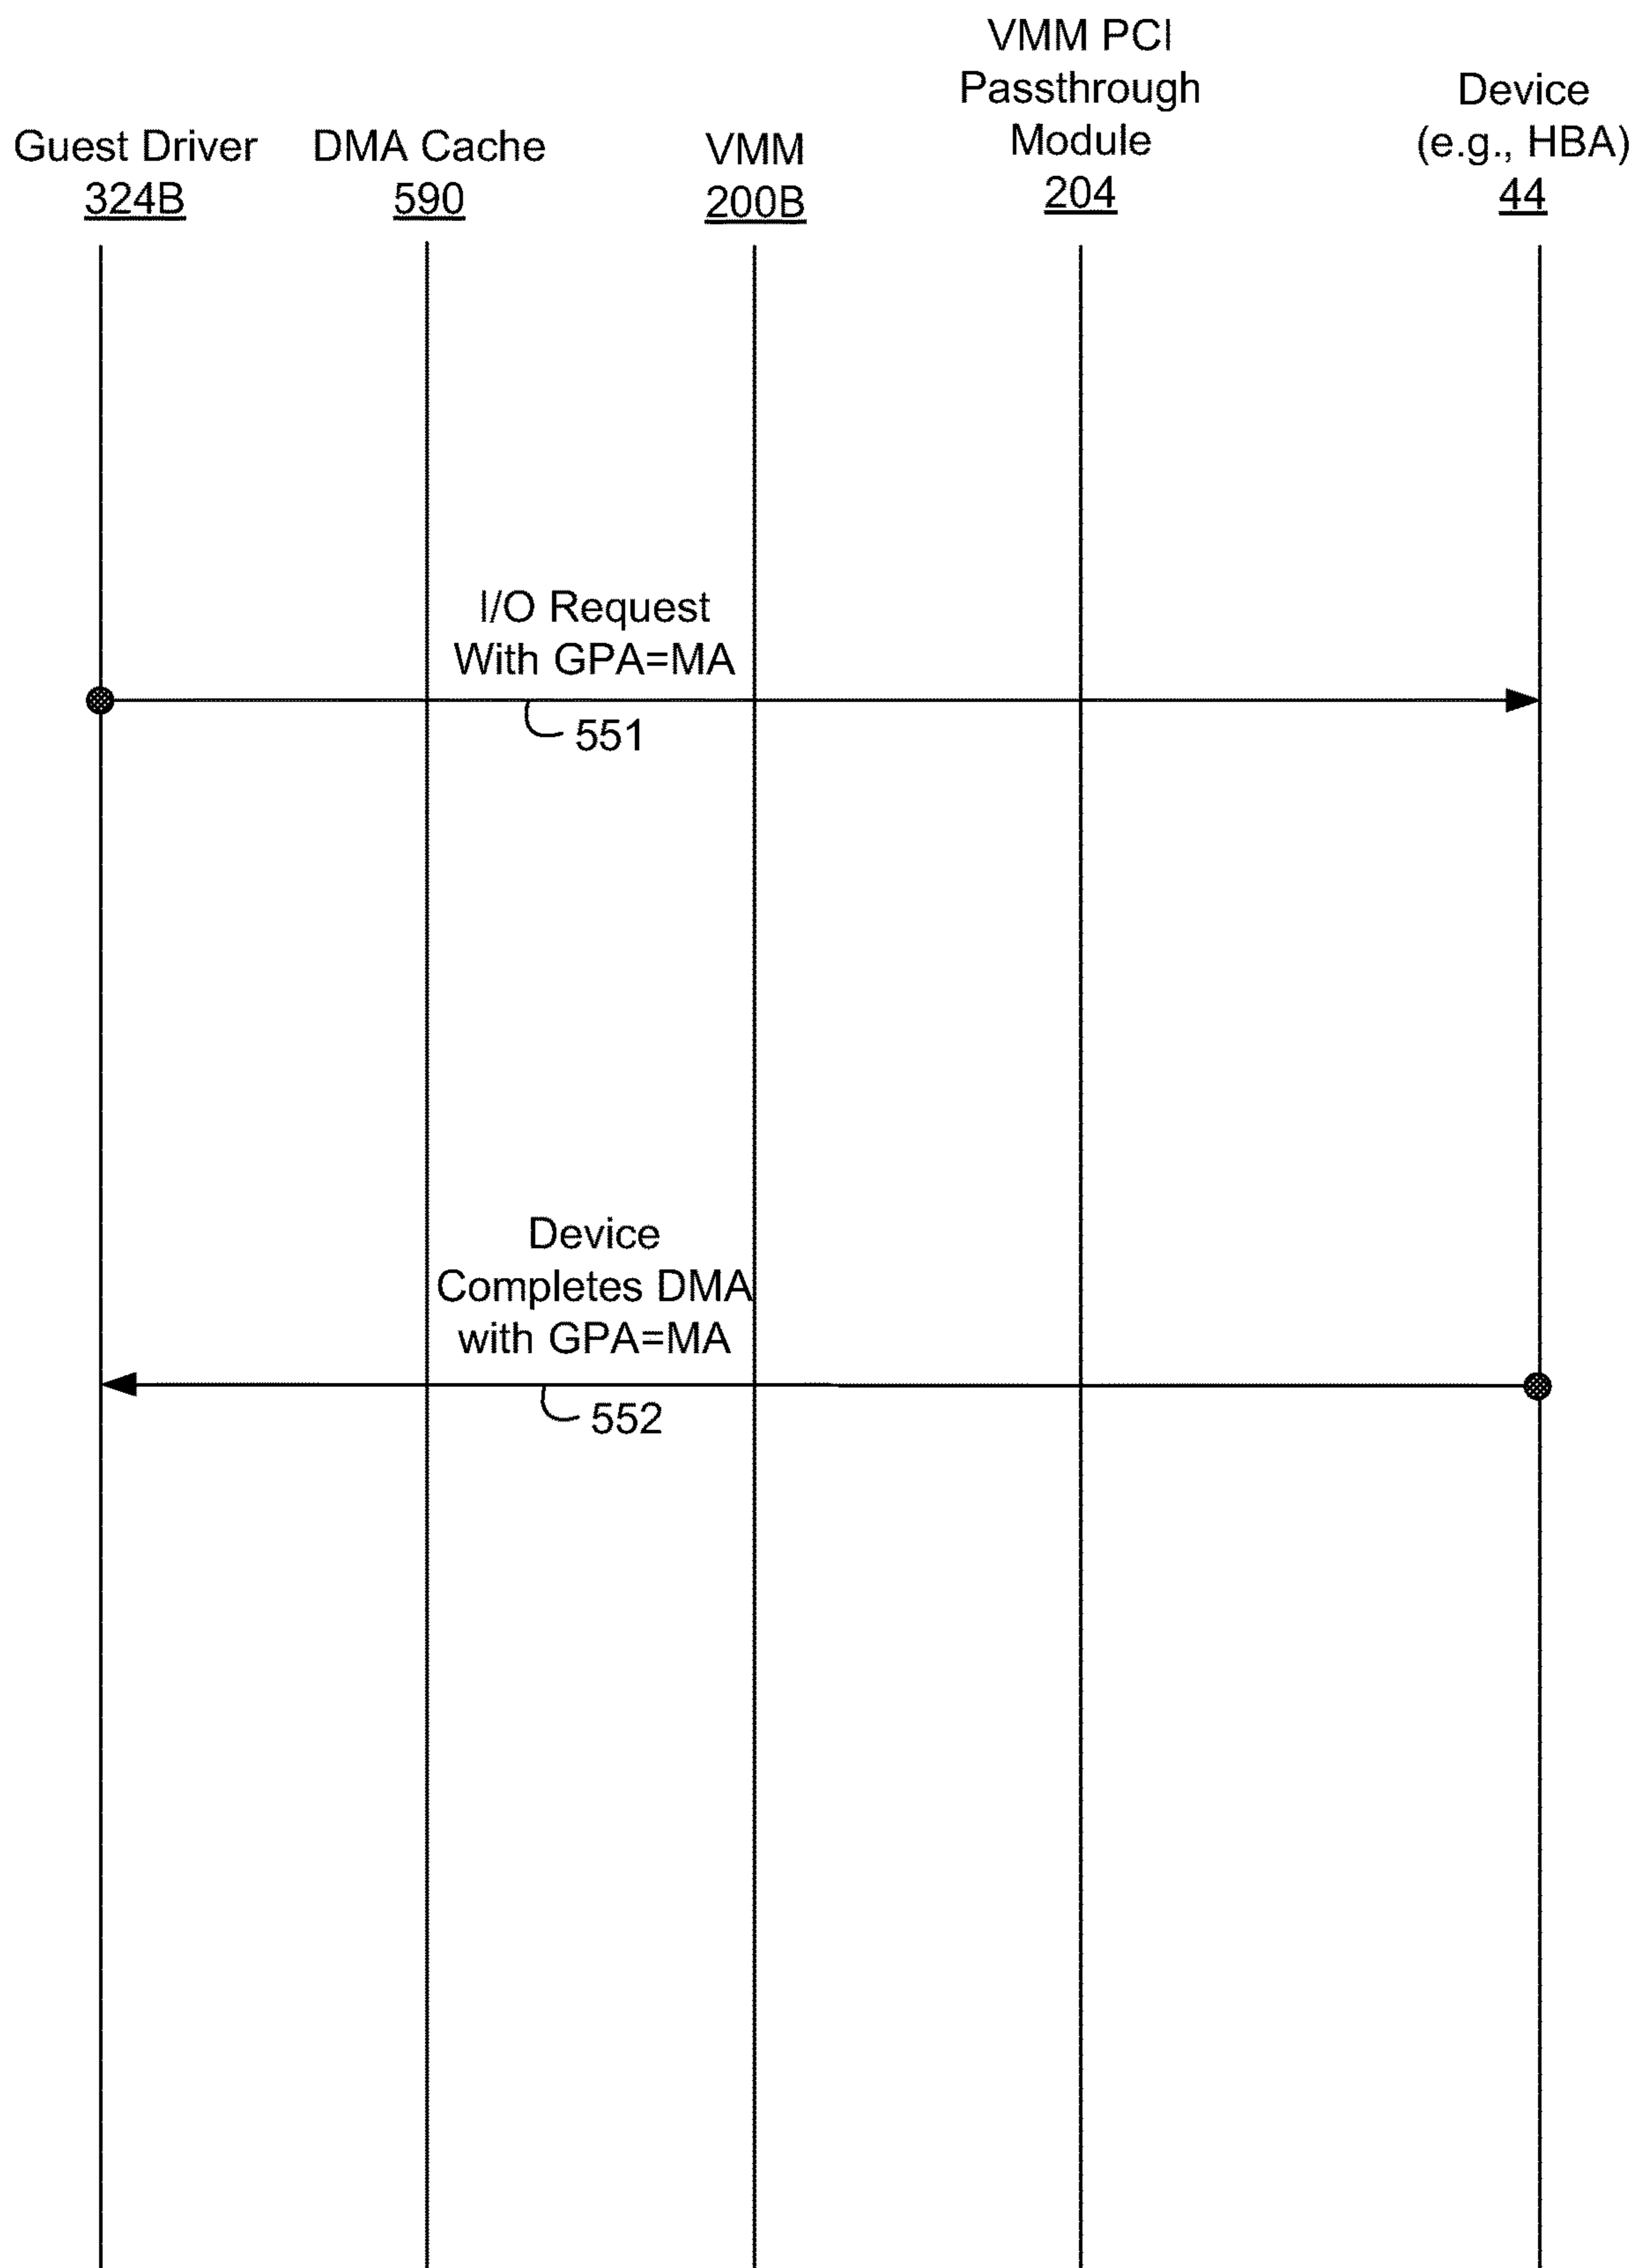 Guest Driver
324B
DMA Cache
590
VMM
200B
VMM PCI
Passthrough
Module
204
Device
(e.g., HBA)
44
I/O Request
With GPA=MA
551
Device
Completes DMA
with GPA=MA
552